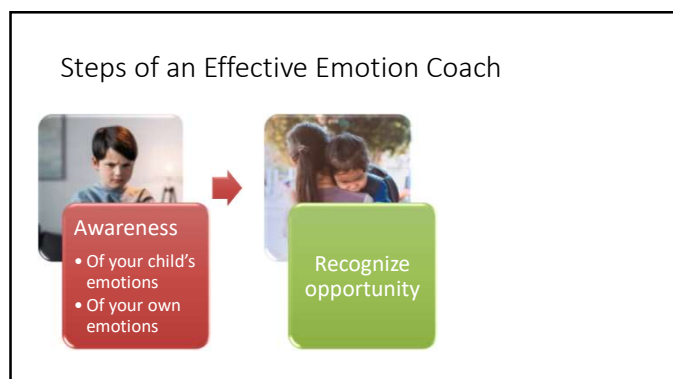 Steps of an Effective Emotion Coach
Awareness
• Of your child's
emotions
• Of your own
emotions
Recognize
opportunity